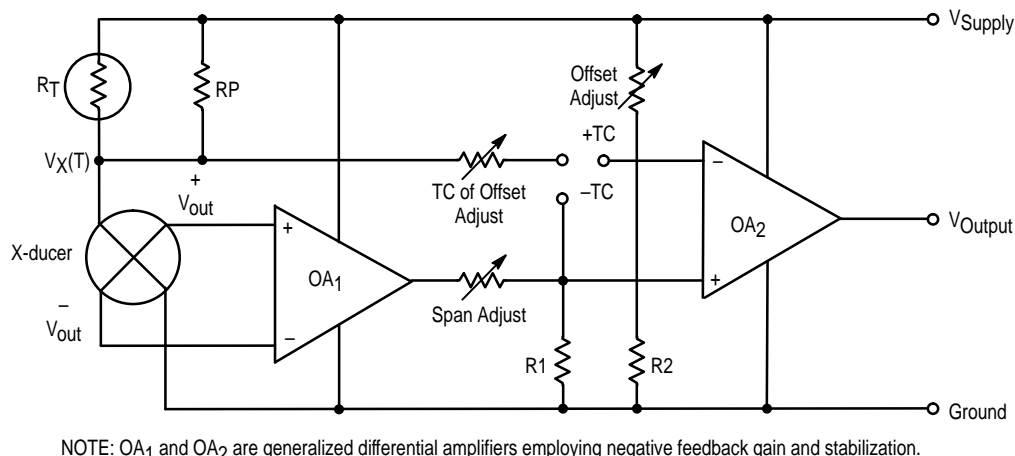 VSupply
RT
RP
Offset
Adjust
+TC
VX(T)
–TC
+
Vout
TC of Offset
Adjust
–
OA2
VOutput
X-ducer
+
OA1
+
–
Vout
Span Adjust
–
R1
R2
Ground
NOTE: OA1 and OA2 are generalized differential amplifiers employing negative feedback gain and stabilization.